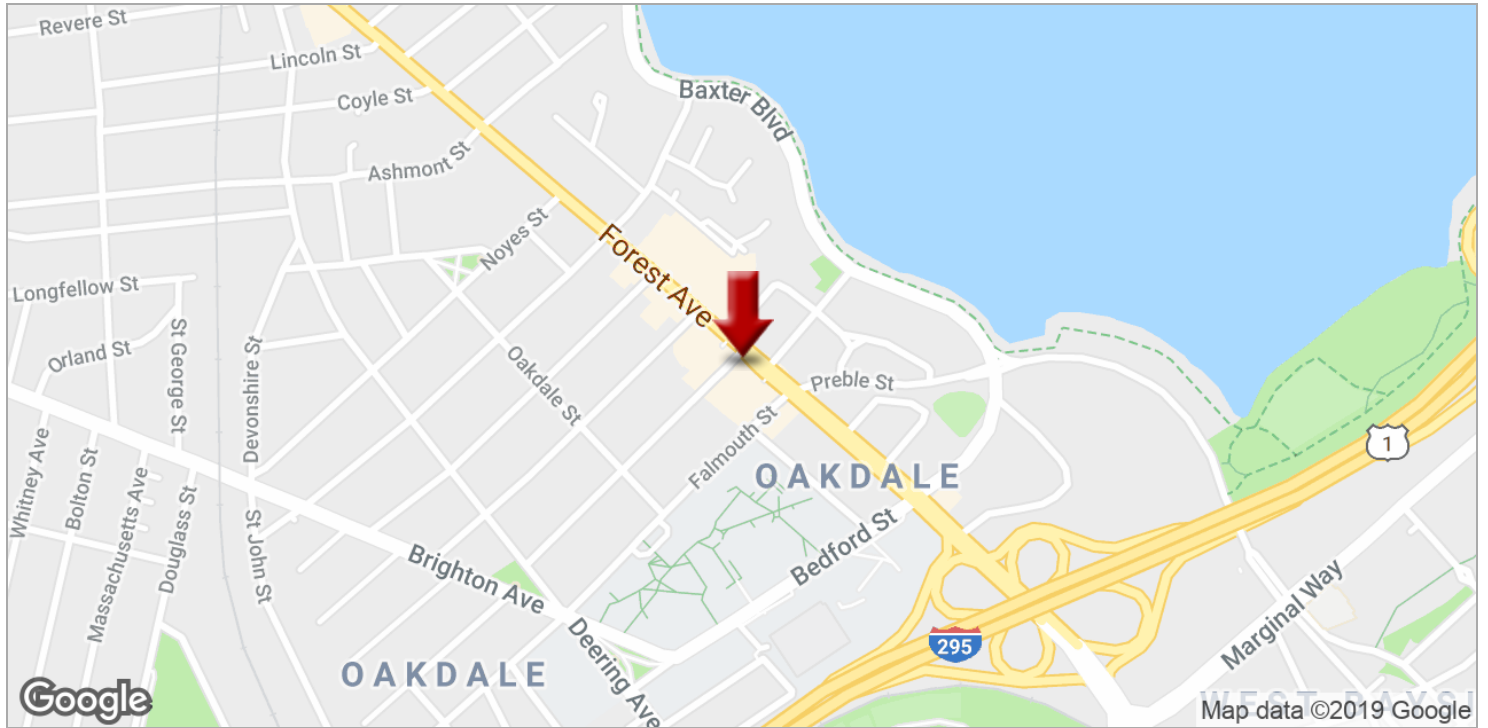 Revere St
Lincoln St
Coyle St
Baxter Blvd
Ashmont St
Noyes St
Forest Ave
Longfellow St
Orland St
St George St
Devonshire St
Oakdale St
Preble St
Falmouth St
OAKDALE
1
Whitney Ave
Bolton St
Massachusetts Ave
Douglass St
St John St
Brighton Ave
Bedford St
Marginal Way
295
Deering Ave
OAKDALE
Google
Map data ©2019 Google